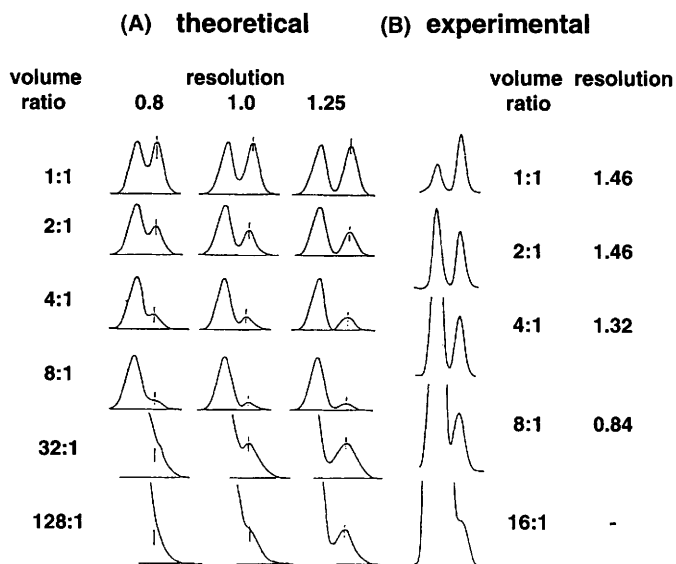 (A) theoretical (B) experimental
volume resolution volume resolution
ratio 0.8 1.0 1.25 ratio
1:1 1:1 1.46
2:1 2:1 1.46
4:1 4:1 1.32
8:1 8:1 0.84
32:1
128:1 16:1 -